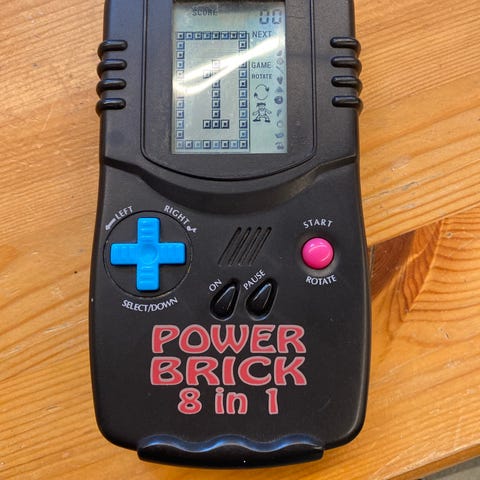 SCORE
00
NEXT
GAME
ROTATE
LEFT
RIGHT
START
ROTATE
ON
PAUSE
SELECT/DOWN
POWER
BRICK
8 in 1